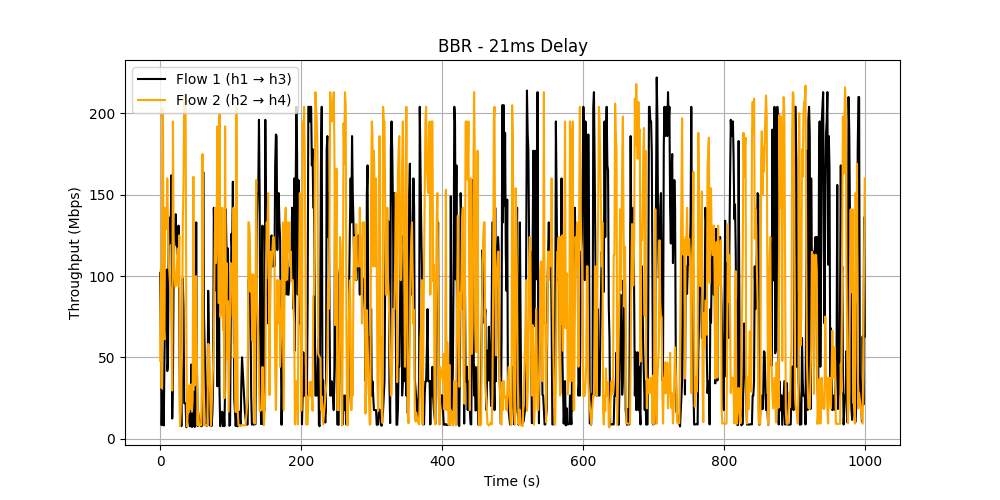 BBR - 21ms Delay
Flow 1 (h1 → h3)
Flow 2 (h2 → h4)
Throughput (Mbps)
200
150
100
50
0
0 200 400 600 800 1000
Time (s)